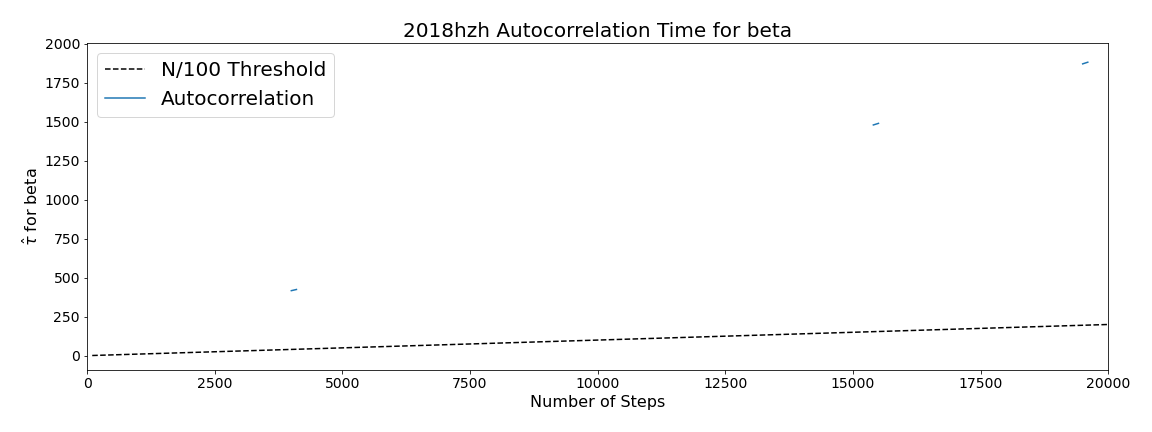 2018hzh Autocorrelation Time for beta
N/100 Threshold
Autocorrelation
2000
1750
1500
1250
1000
750
500
250
0
τ̂ for beta
0 2500 5000 7500 10000 12500 15000 17500 20000
Number of Steps